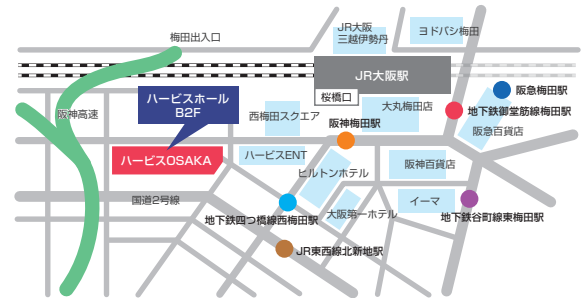 梅田出入口
JR大阪
三越伊勢丹
ヨドバシ梅田
JR大阪駅
桜橋口
阪急梅田駅
ハービスホール
B2F
大丸梅田店
地下鉄御堂筋線梅田駅
阪神高速
西梅田スクエア
阪神梅田駅
阪急百貨店
ハービスOSAKA
ハービスENT
ヒルトンホテル
阪神百貨店
国道2号線
大阪第一ホテル
イーマ
地下鉄四つ橋線西梅田駅
地下鉄谷町線東梅田駅
JR東西線北新地駅